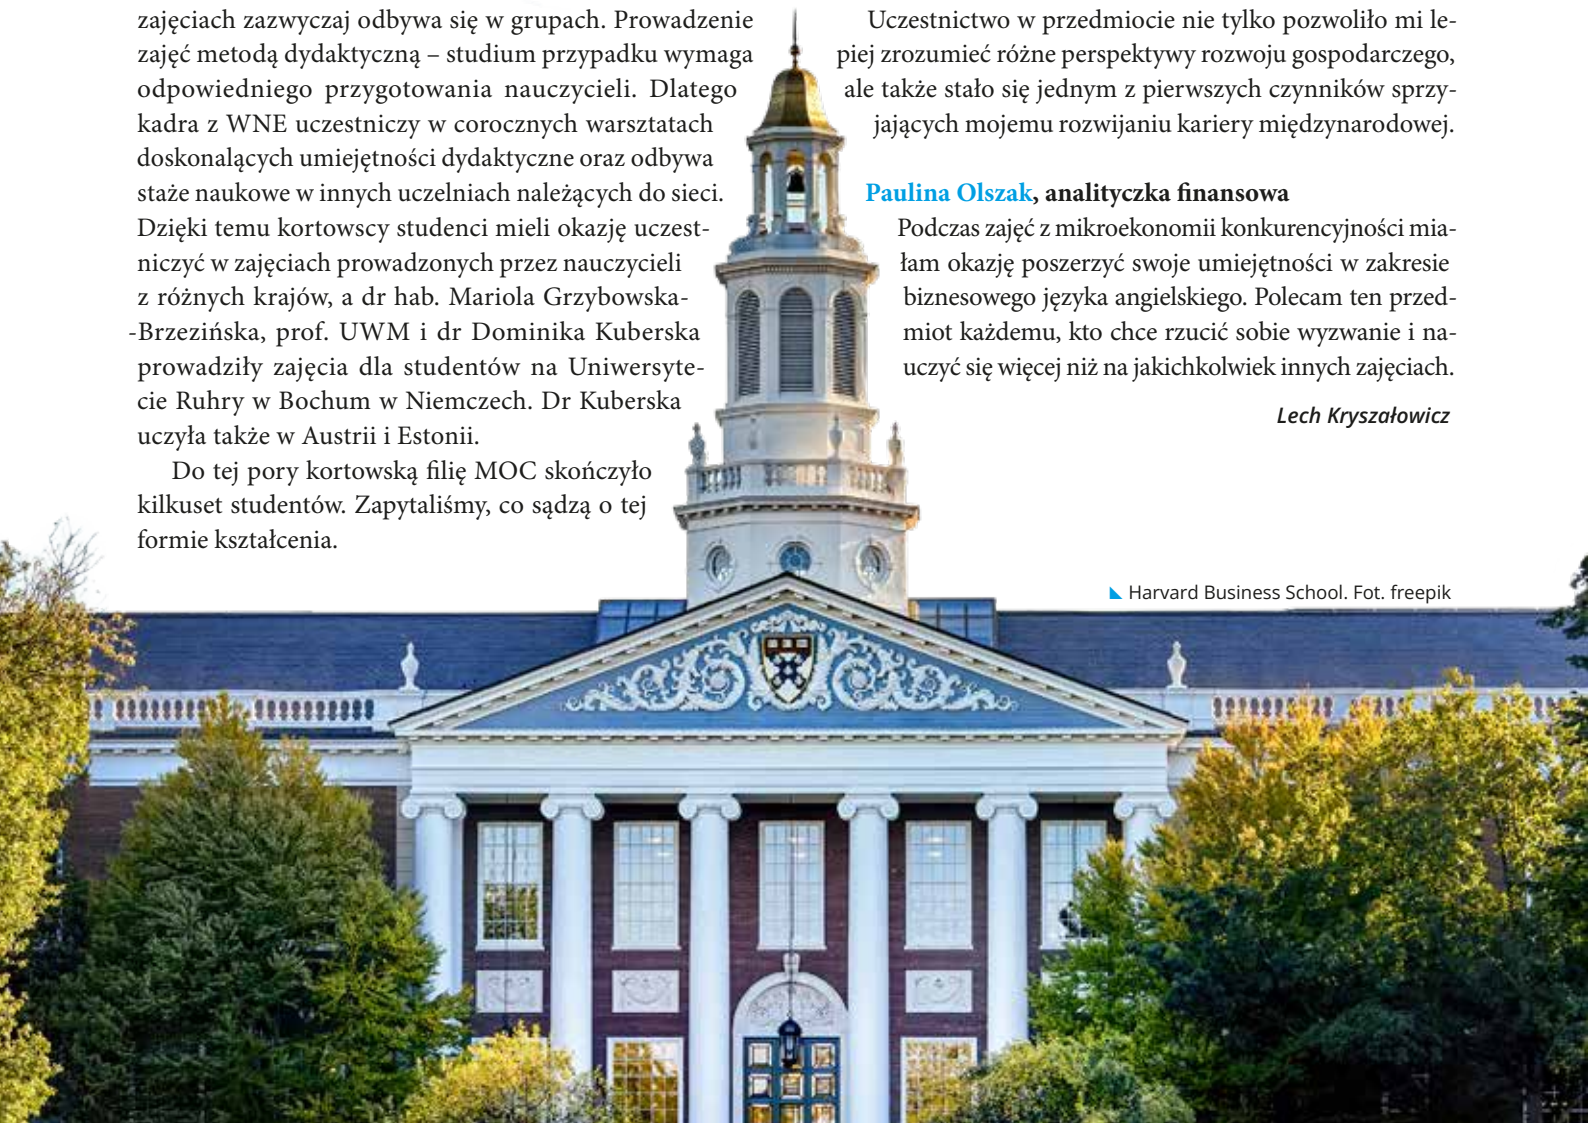 zajęciach zazwyczaj odbywa się w grupach. Prowadzenie
zajęć metodą dydaktyczną – studium przypadku wymaga
odpowiedniego przygotowania nauczycieli. Dlatego
kadra z WNE uczestniczy w corocznych warsztatach
doskonalących umiejętności dydaktyczne oraz odbywa
staże naukowe w innych uczelniach należących do sieci.
Dzięki temu kortowscy studenci mieli okazję uczest-
niczyć w zajęciach prowadzonych przez nauczycieli
z różnych krajów, a dr hab. Mariola Grzybowska-
-Brzezińska, prof. UWM i dr Dominika Kuberska
prowadziły zajęcia dla studentów na Uniwersyte-
cie Ruhry w Bochum w Niemczech. Dr Kuberska
uczyła także w Austrii i Estonii.
Do tej pory kortowską filię MOC skończyło
kilkuset studentów. Zapytaliśmy, co sądzą o tej
formie kształcenia.
Uczestnictwo w przedmiocie nie tylko pozwoliło mi le-
piej zrozumieć różne perspektywy rozwoju gospodarczego,
ale także stało się jednym z pierwszych czynników sprzy-
jających mojemu rozwijaniu kariery międzynarodowej.
Paulina Olszak, analityczka finansowa
Podczas zajęć z mikroekonomii konkurencyjności mia-
łam okazję poszerzyć swoje umiejętności w zakresie
biznesowego języka angielskiego. Polecam ten przed-
miot każdemu, kto chce rzucić sobie wyzwanie i na-
uczyć się więcej niż na jakichkolwiek innych zajęciach.
Lech Kryszałowicz
Harvard Business School. Fot. freepik